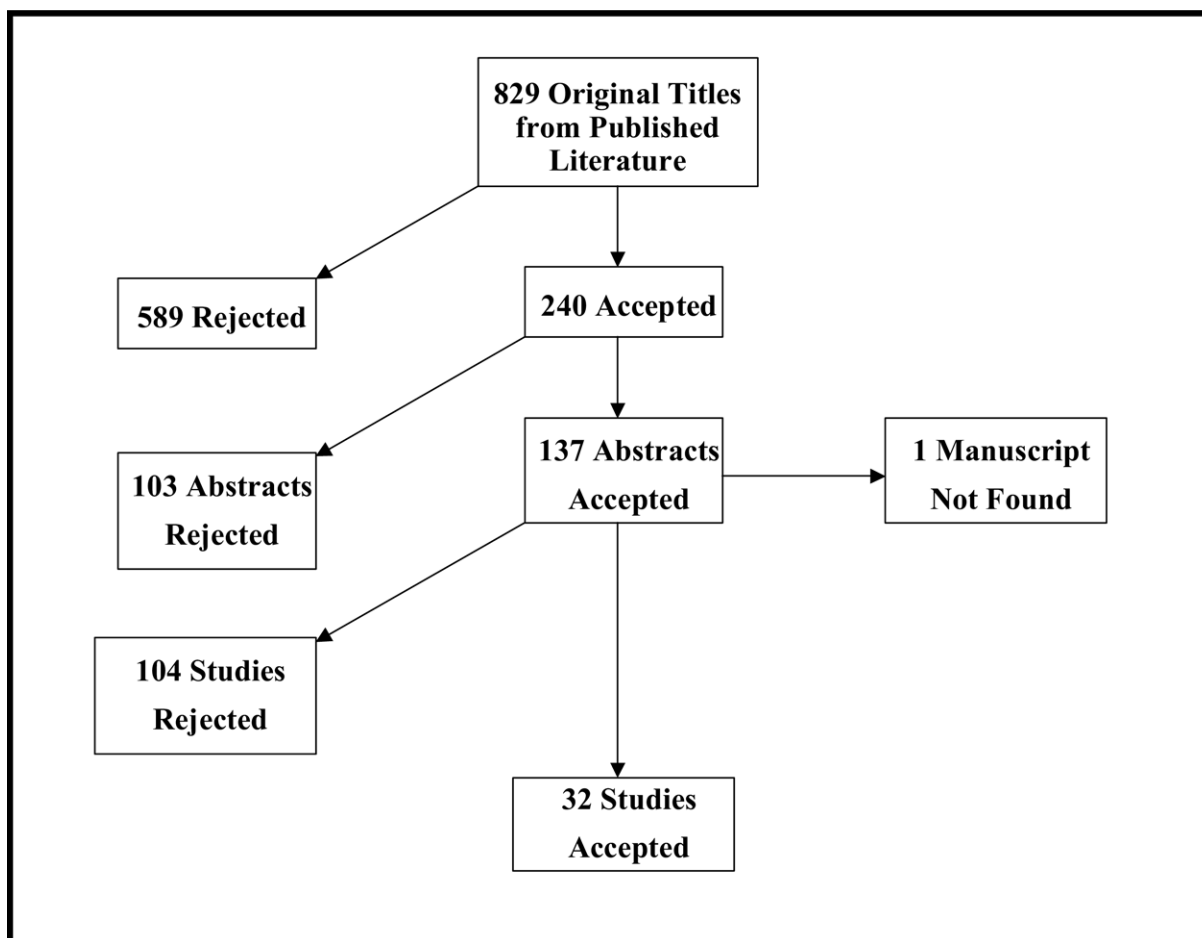 829 Original Titles
from Published
Literature
589 Rejected
240 Accepted
103 Abstracts
Rejected
137 Abstracts
Accepted
1 Manuscript
Not Found
104 Studies
Rejected
32 Studies
Accepted